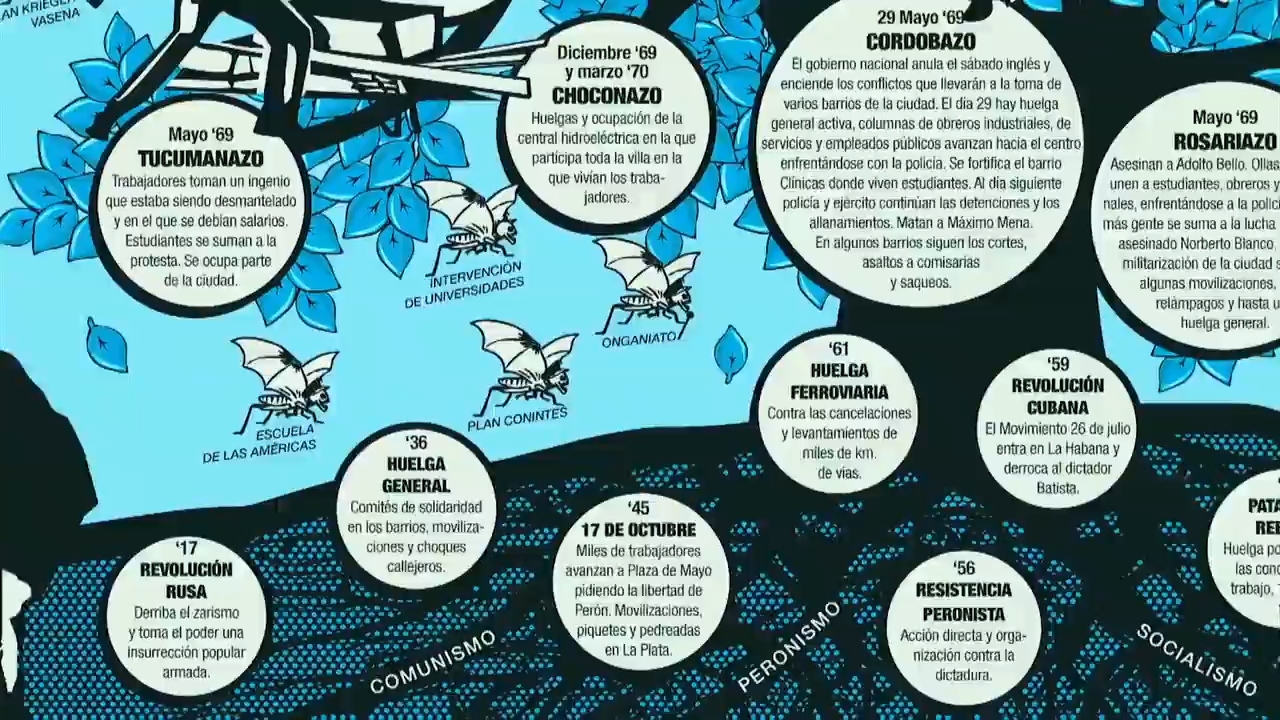 AN KRIEGER
VASENA
Mayo ‘69
TUCUMANAZO
Trabajadores toman un ingenio
que estaba siendo desmantelado
y en el que se debían salarios.
Estudiantes se suman a la
protesta. Se ocupa parte
de la ciudad.
Diciembre ‘69
y marzo ‘70
CHOCONAZO
Huelgas y ocupación de la
central hidroeléctrica en la que
participa toda la villa en la
que vivían los traba-
jadores.
29 Mayo ‘69
CORDOBAZO
El gobierno nacional anula el sábado inglés y
enciende los conflictos que llevarán a la toma de
varios barrios de la ciudad. El día 29 hay huelga
general activa, columnas de obreros industriales, de
servicios y empleados públicos avanzan hacia el centro
enfrentándose con la policía. Se fortifica el barrio
Clínicas donde viven estudiantes. Al día siguiente
policía y ejército continúan las detenciones y los
allanamientos. Matan a Máximo Mena.
En algunos barrios siguen los cortes,
asaltos a comisarías
y saqueos.
Mayo ‘69
ROSARIAZO
Asesinan a Adolfo Bello. Ollas
unen a estudiantes, obreros y
nales, enfrentándose a la polic
más gente se suma a la lucha
asesinado Norberto Blanco.
militarización de la ciudad s
algunas movilizaciones,
relámpagos y hasta u
huelga general.
INTERVENCIÓN
DE UNIVERSIDADES
ONGANIATO
ESCUELA
DE LAS AMÉRICAS
PLAN CONINTES
‘61
HUELGA
FERROVIARIA
Contra las cancelaciones
y levantamientos de
miles de km.
de vías.
‘59
REVOLUCIÓN
CUBANA
El Movimiento 26 de julio
entra en La Habana y
derroca al dictador
Batista.
‘36
HUELGA
GENERAL
Comités de solidaridad
en los barrios, moviliza-
ciones y choques
callejeros.
‘45
17 DE OCTUBRE
Miles de trabajadores
avanzan a Plaza de Mayo
pidiendo la libertad de
Perón. Movilizaciones,
piquetes y pedreadas
en La Plata.
PATA
REB
Huelga po
las cond
trabajo,
‘17
REVOLUCIÓN
RUSA
Derriba el zarismo
y toma el poder una
insurrección popular
armada.
‘56
RESISTENCIA
PERONISTA
Acción directa y orga-
nización contra la
dictadura.
COMUNISMO
PERONISMO
SOCIALISMO